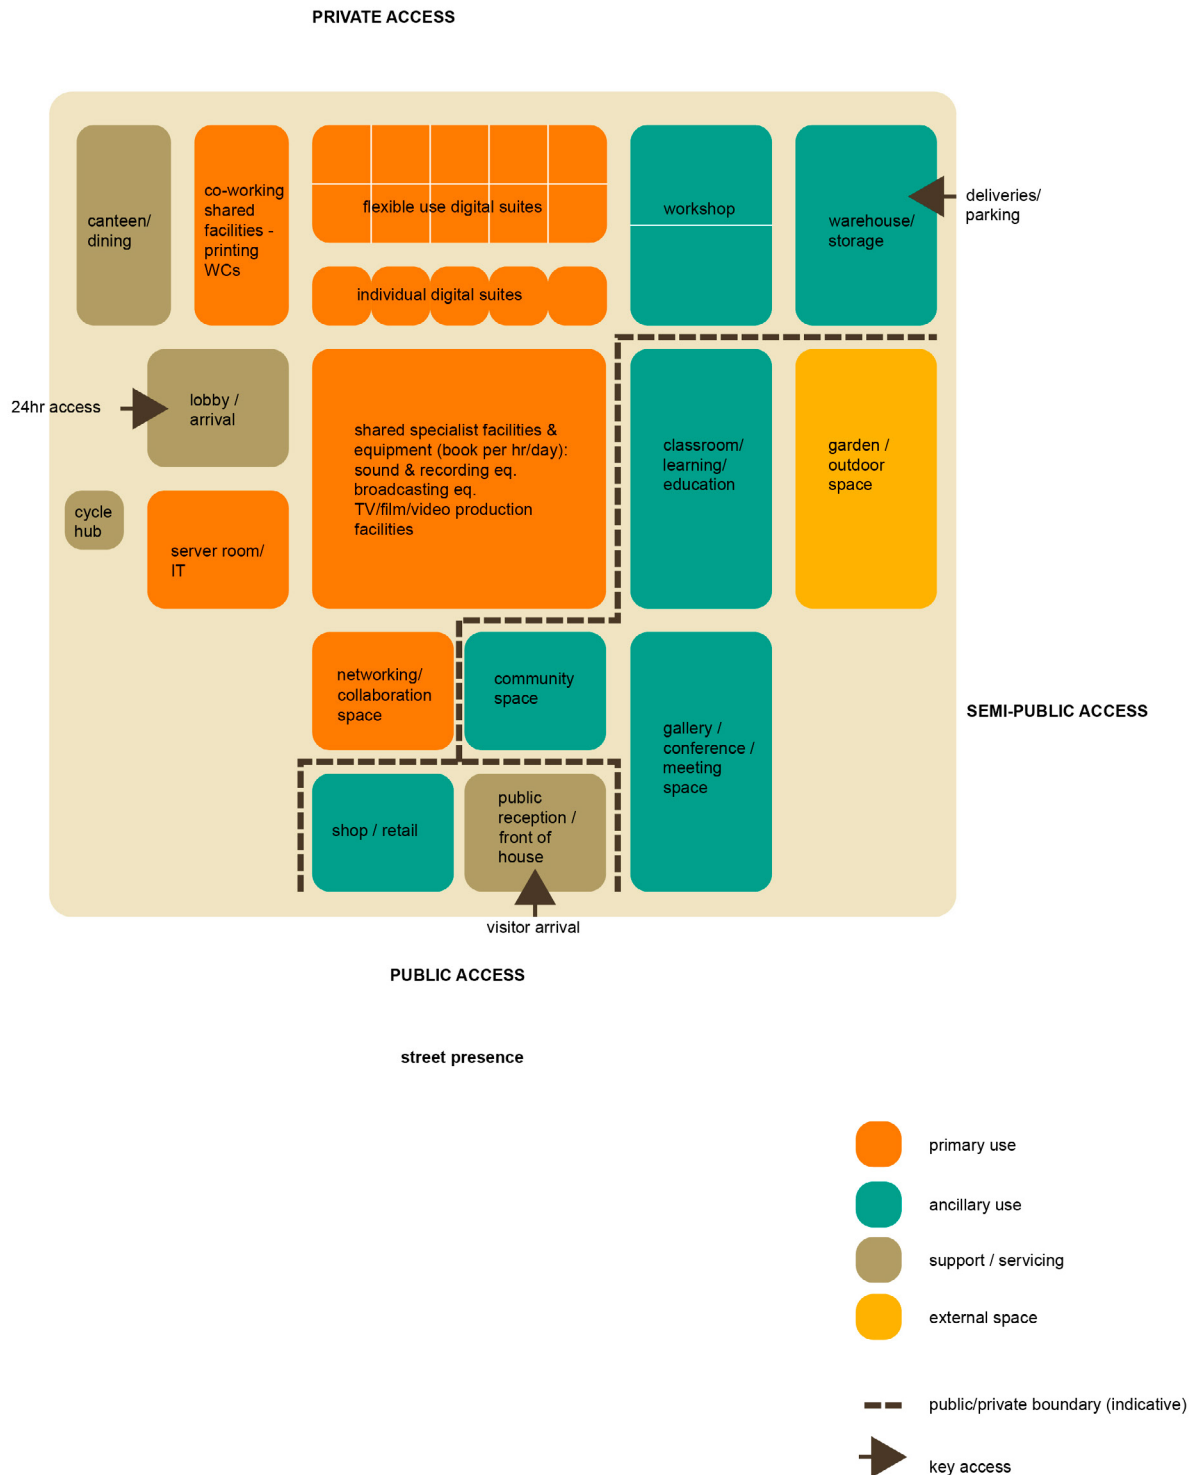 PRIVATE ACCESS
canteen/
dining
co-working
shared
facilities -
printing
WCs
flexible use digital suites
individual digital suites
workshop
warehouse/
storage
deliveries/
parking
24hr access
lobby /
arrival
shared specialist facilities &
equipment (book per hr/day):
sound & recording eq.
broadcasting eq.
TV/film/video production
facilities
classroom/
learning/
education
garden /
outdoor
space
cycle
hub
server room/
IT
networking/
collaboration
space
community
space
gallery /
conference /
meeting
space
SEMI-PUBLIC ACCESS
shop / retail
public
reception /
front of
house
visitor arrival
PUBLIC ACCESS
street presence
primary use
ancillary use
support / servicing
external space
public/private boundary (indicative)
key access